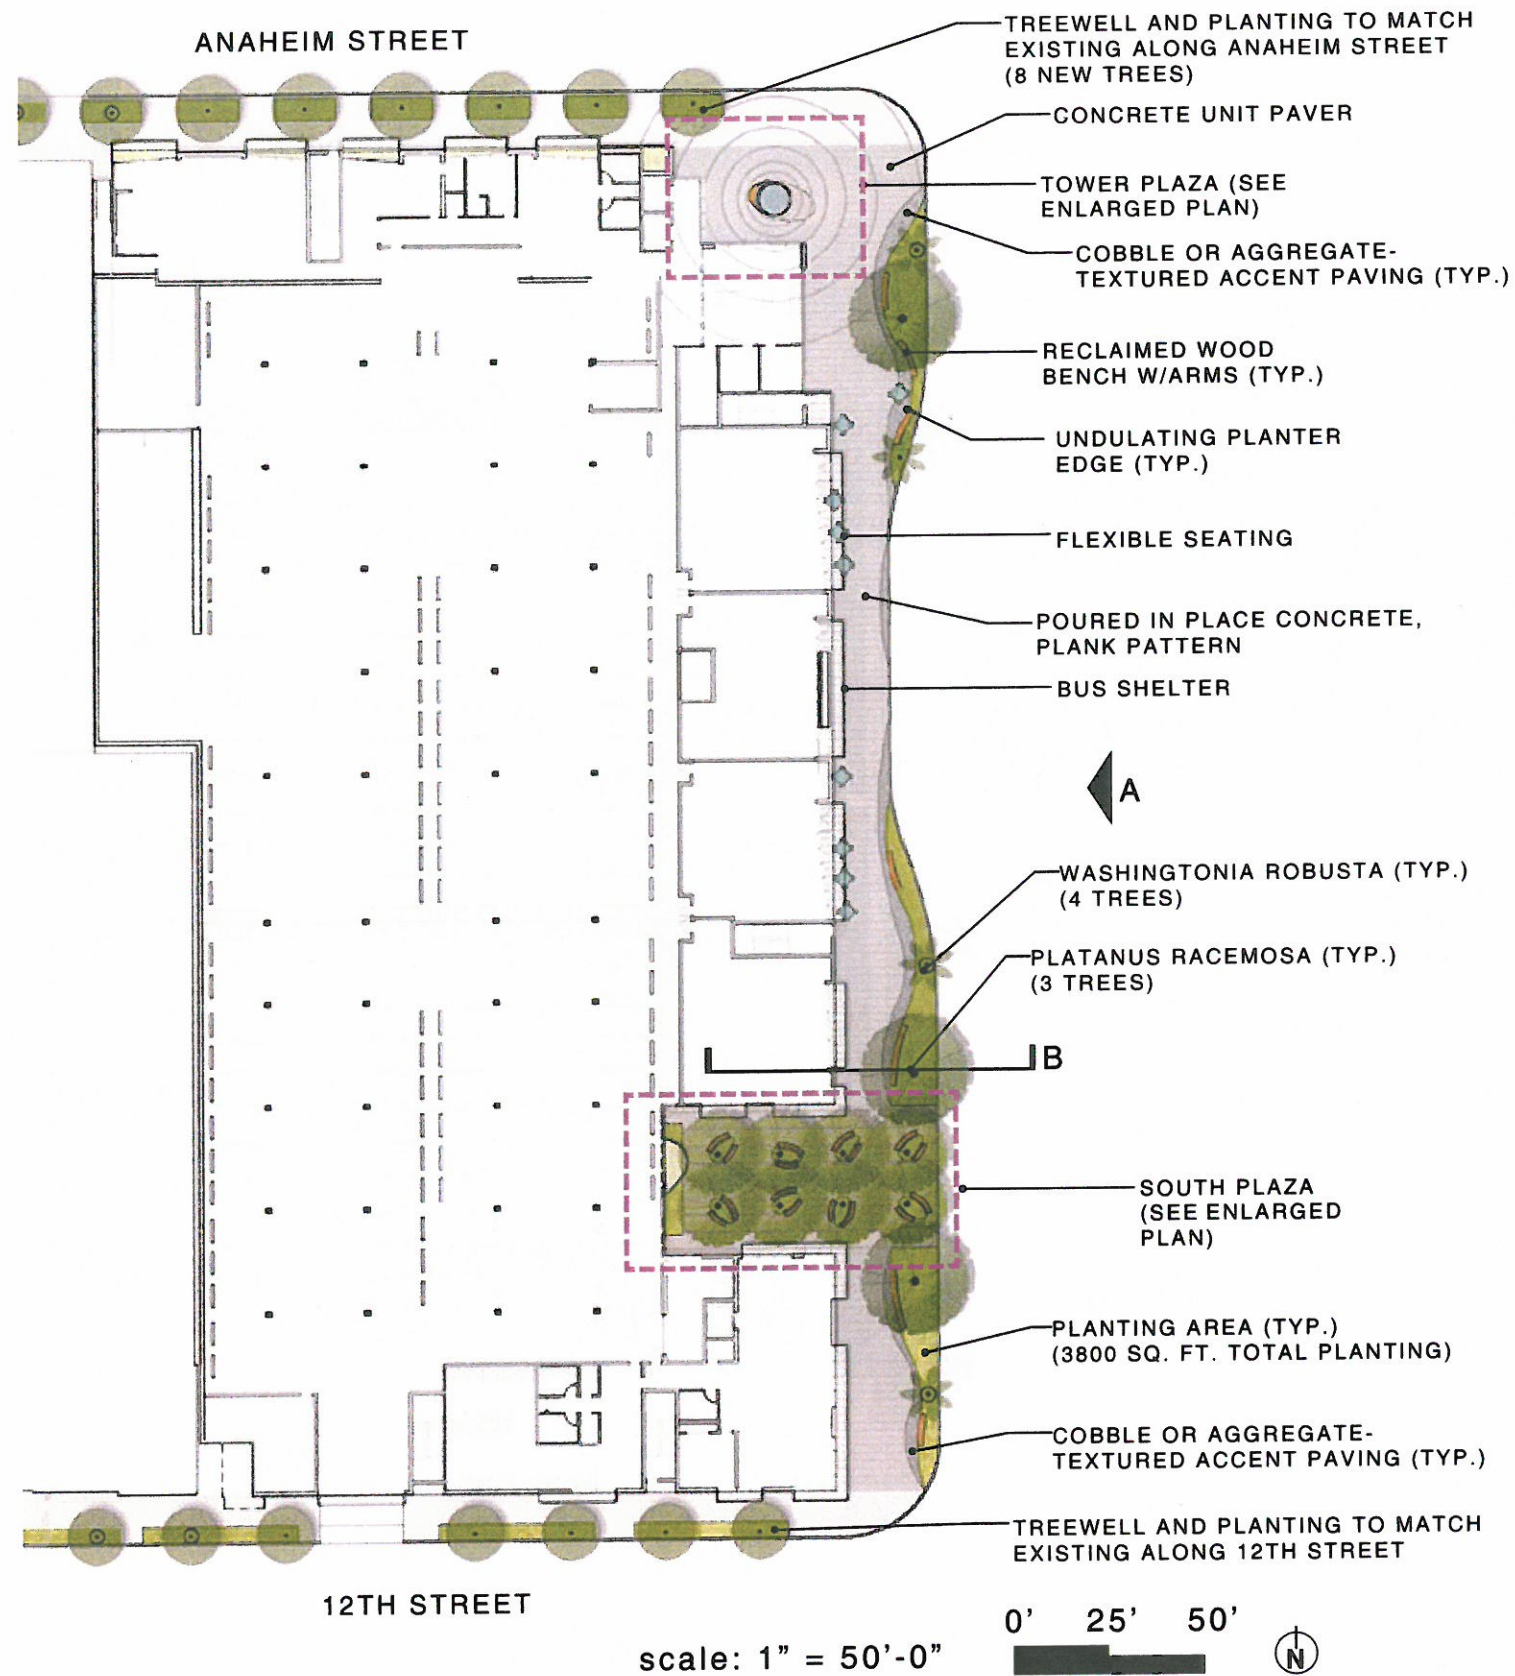 ANAHEIM STREET
TREEWELL AND PLANTING TO MATCH
EXISTING ALONG ANAHEIM STREET
(8 NEW TREES)
CONCRETE UNIT PAVER
TOWER PLAZA (SEE
ENLARGED PLAN)
COBBLE OR AGGREGATE-
TEXTURED ACCENT PAVING (TYP.)
RECLAIMED WOOD
BENCH W/ARMS (TYP.)
UNDULATING PLANTER
EDGE (TYP.)
FLEXIBLE SEATING
POURED IN PLACE CONCRETE,
PLANK PATTERN
BUS SHELTER
A
WASHINGTONIA ROBUSTA (TYP.)
(4 TREES)
PLATANUS RACEMOSA (TYP.)
(3 TREES)
B
SOUTH PLAZA
(SEE ENLARGED
PLAN)
PLANTING AREA (TYP.)
(3800 SQ. FT. TOTAL PLANTING)
COBBLE OR AGGREGATE-
TEXTURED ACCENT PAVING (TYP.)
TREEWELL AND PLANTING TO MATCH
EXISTING ALONG 12TH STREET
12TH STREET
0' 25' 50'
scale: 1" = 50'-0"
N